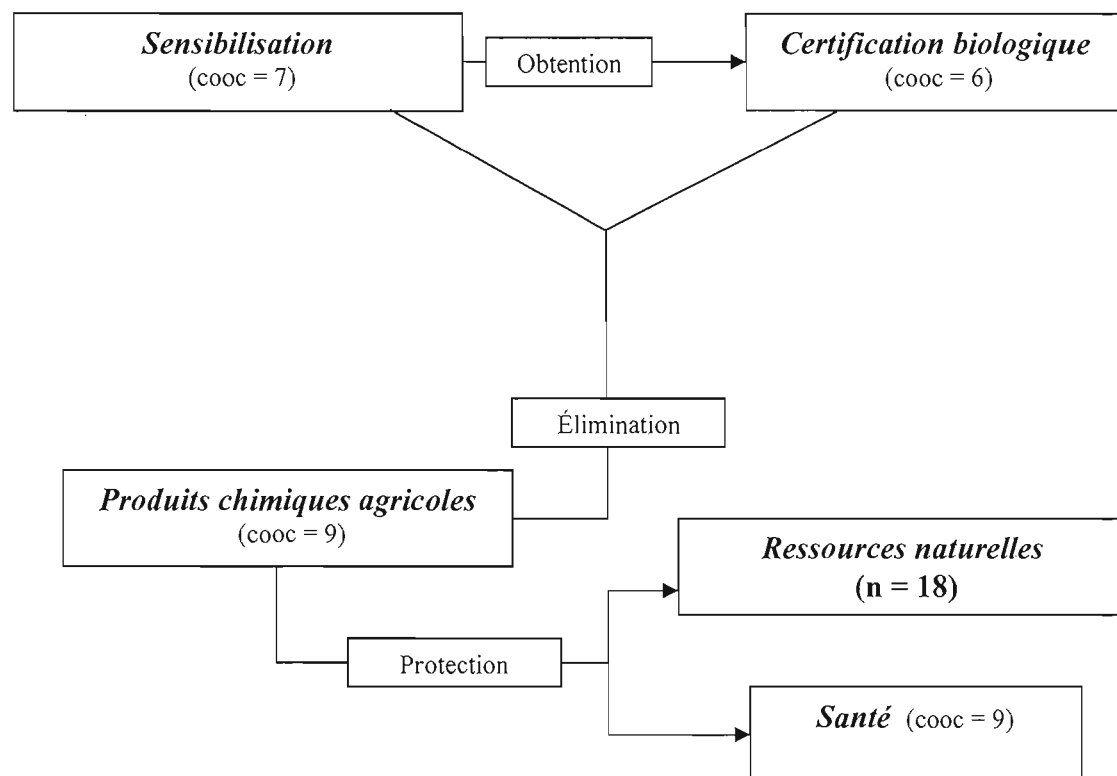 Sensibilisation
(cooc = 7)
Obtention
Certification biologique
(cooc = 6)
Élimination
Produits chimiques agricoles
(cooc = 9)
Ressources naturelles
(n = 18)
Protection
Santé (cooc = 9)